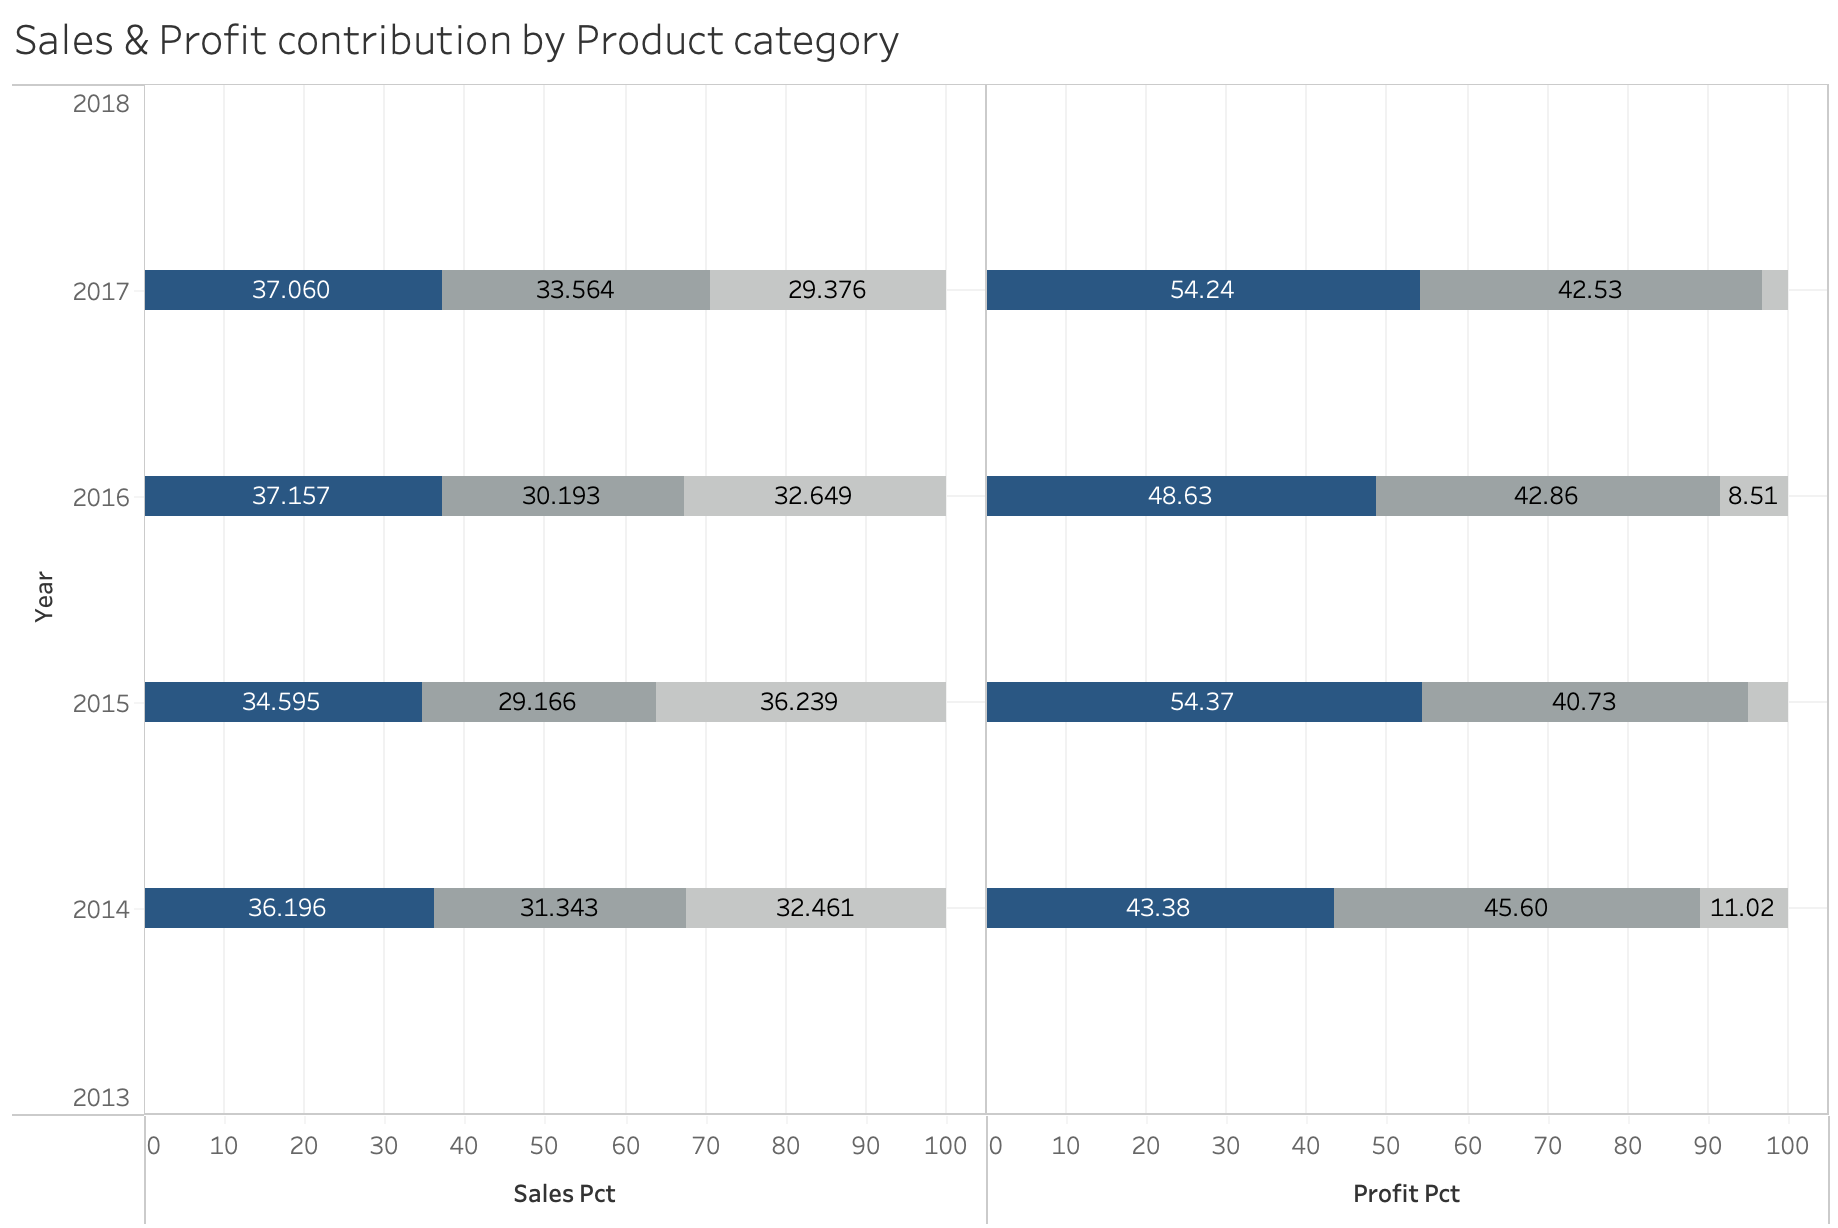 Sales & Profit contribution by Product category
2018
2017 37.060 33.564 29.376 54.24 42.53
2016 37.157 30.193 32.649 48.63 42.86 8.51
Year
2015 34.595 29.166 36.239 54.37 40.73
2014 36.196 31.343 32.461 43.38 45.60 11.02
2013
0 10 20 30 40 50 60 70 80 90 100 0 10 20 30 40 50 60 70 80 90 100
Sales Pct Profit Pct